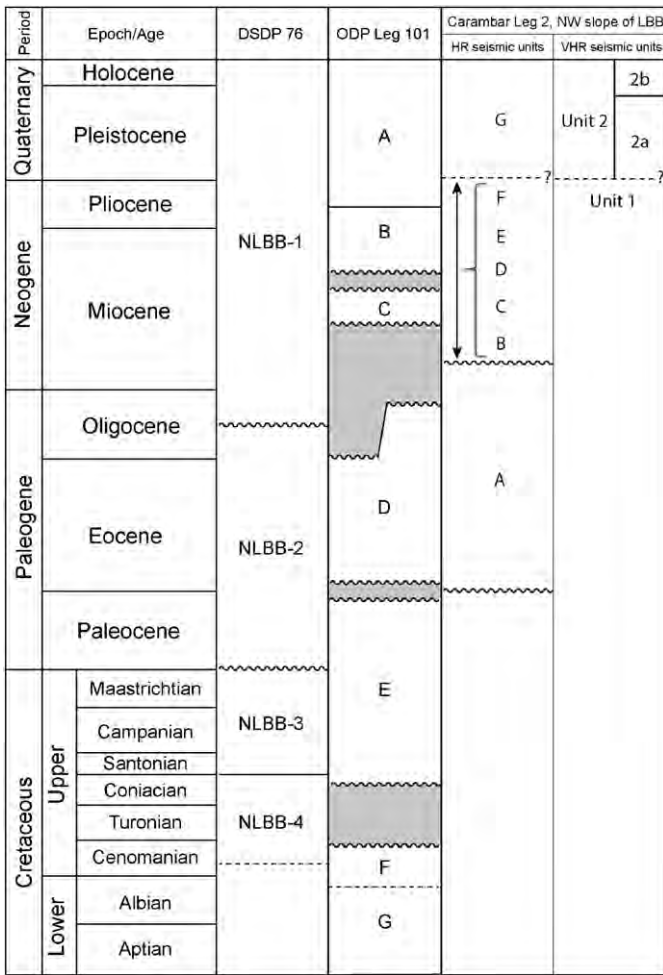 Period
Epoch/Age
DSDP 76
ODP Leg 101
Carambar Leg 2, NW slope of LBB
HR seismic units
VHR seismic units
Quaternary
Holocene
Pleistocene
A
G
Unit 2
2b
2a
?
?
Neogene
Pliocene
Miocene
NLBB-1
B
C
F
E
D
C
B
Unit 1
Paleogene
Oligocene
Eocene
Paleocene
NLBB-2
D
A
Cretaceous
Upper
Maastrichtian
Campanian
Santonian
Coniacian
Turonian
Cenomanian
NLBB-3
NLBB-4
E
F
Lower
Albian
Aptian
G